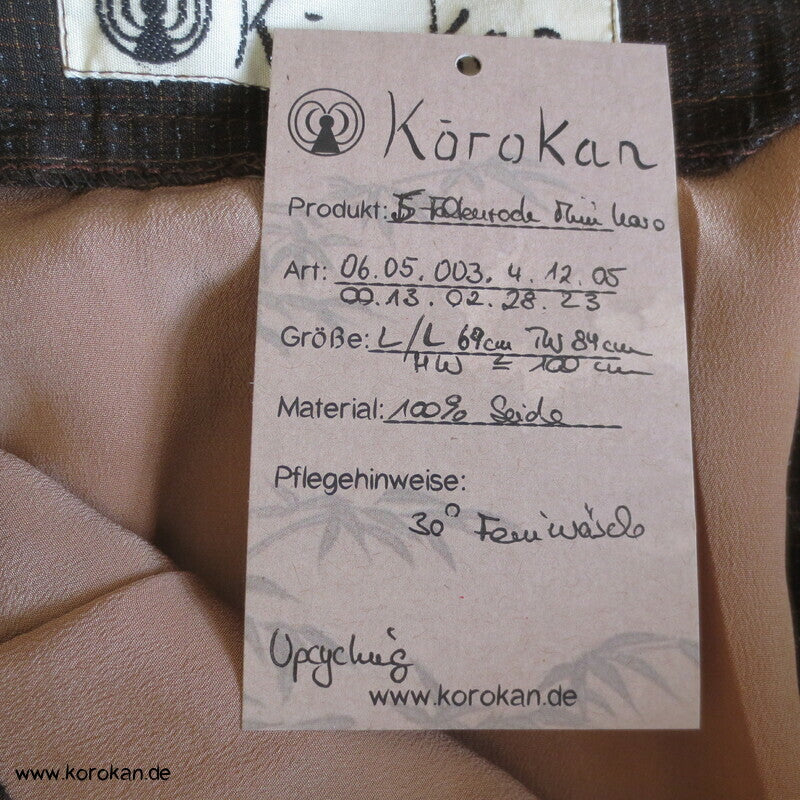 Kōrokan
Produkt: 5 Faltenrock Mini Karo
Art: 06.05.003.4.12.05
00.13.02.28.23
Größe: L/L 69cm TW 84cm
HW = 100 cm
Material: 100% Seide
Pflegehinweise:
30° Feinwäsche
Upcycling
www.korokan.de
www.korokan.de